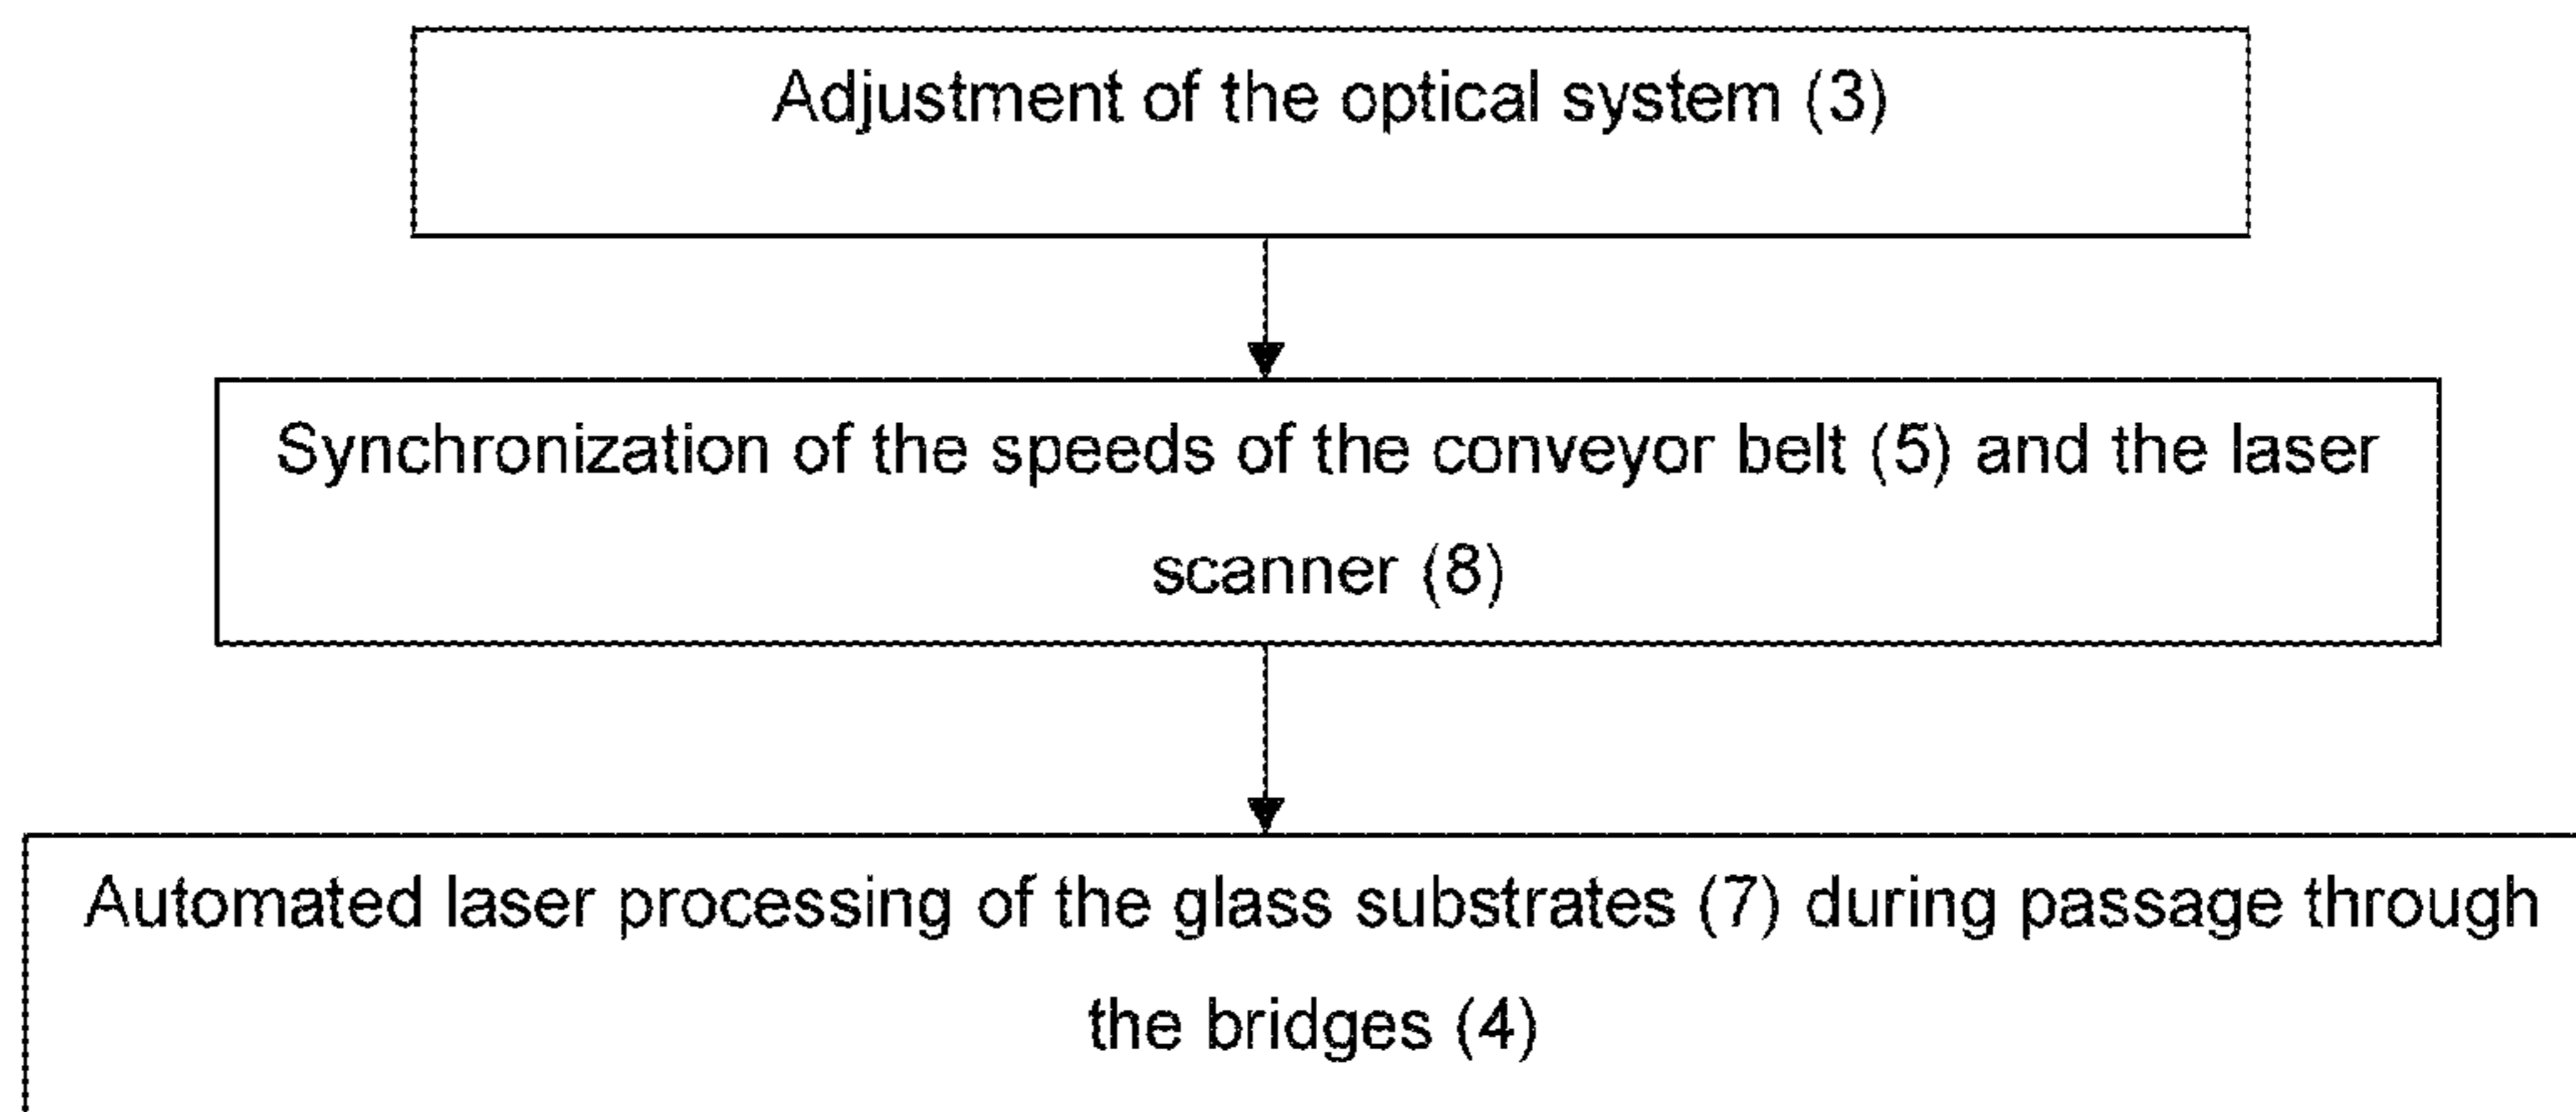 Adjustment of the optical system (3)
Synchronization of the speeds of the conveyor belt (5) and the laser
scanner (8)
Automated laser processing of the glass substrates (7) during passage through
the bridges (4)